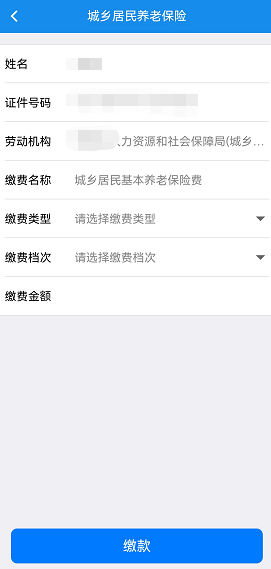 城乡居民养老保险
姓名
证件号码
劳动机构 力资源和社会保障局(城乡…
缴费名称 城乡居民基本养老保险费
缴费类型 请选择缴费类型
缴费档次 请选择缴费档次
缴费金额
缴款